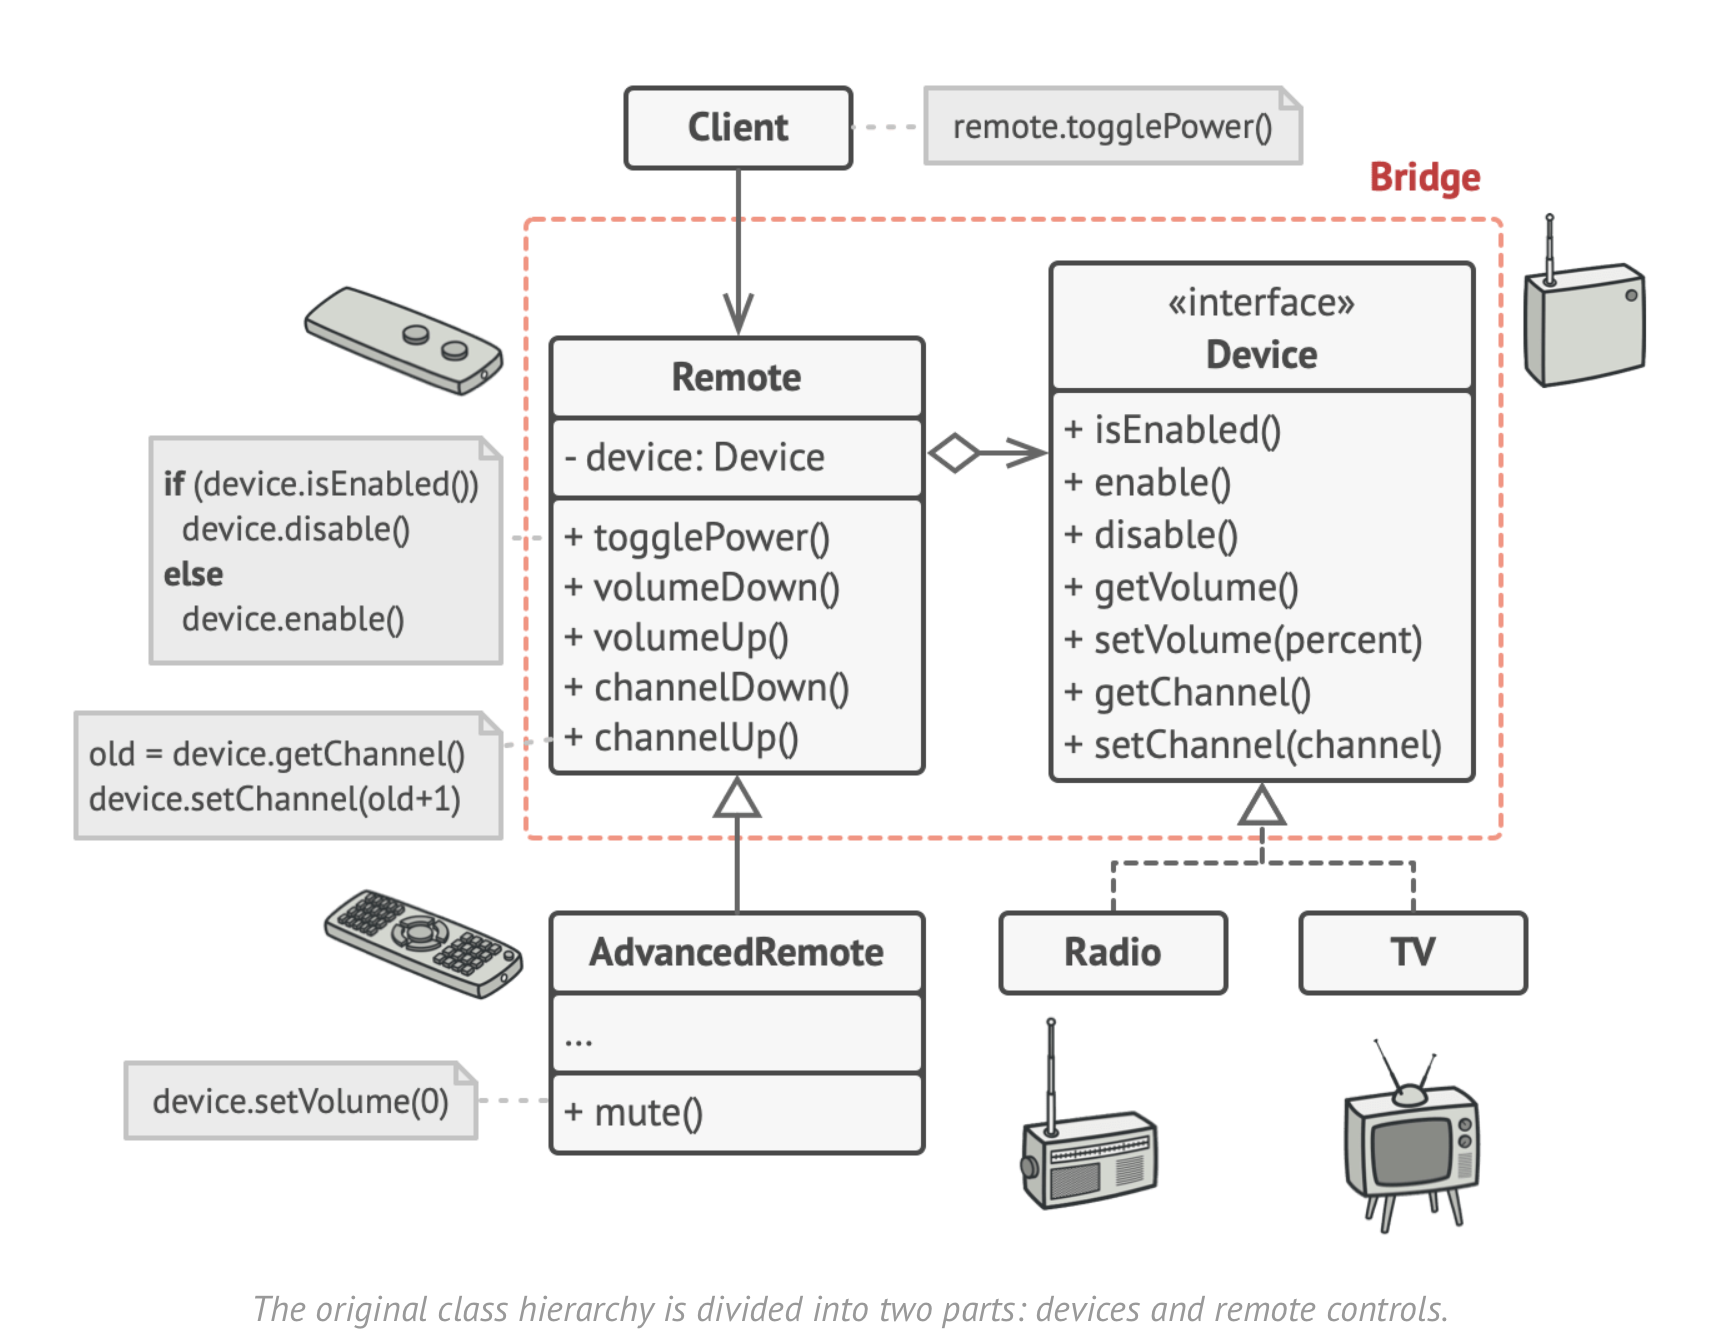 Client
remote.togglePower()
Bridge
Remote
- device: Device
+ togglePower()
+ volumeDown()
+ volumeUp()
+ channelDown()
+ channelUp()
«interface»
Device
+ isEnabled()
+ enable()
+ disable()
+ getVolume()
+ setVolume(percent)
+ getChannel()
+ setChannel(channel)
if (device.isEnabled())
device.disable()
else
device.enable()
old = device.getChannel()
device.setChannel(old+1)
AdvancedRemote
...
+ mute()
device.setVolume(0)
Radio
TV
The original class hierarchy is divided into two parts: devices and remote controls.